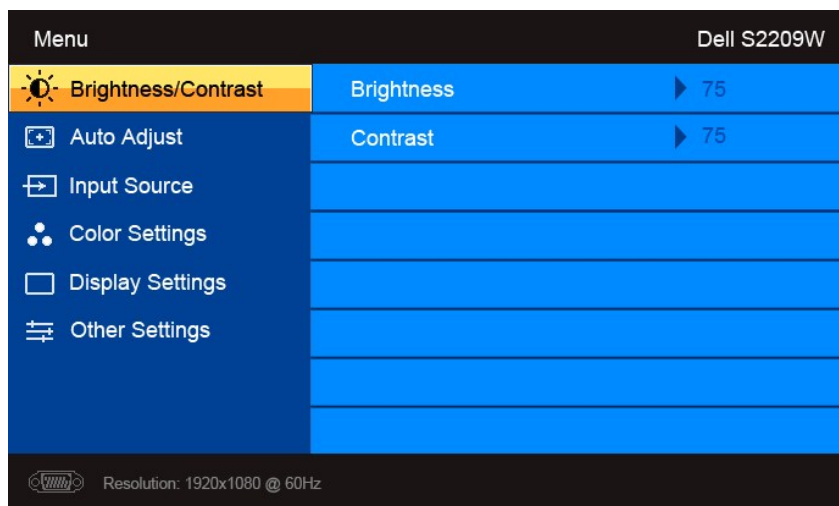 Menu Dell S2209W
Brightness/Contrast Brightness 75
Auto Adjust Contrast 75
Input Source
Color Settings
Display Settings
Other Settings
Resolution: 1920x1080 @ 60Hz